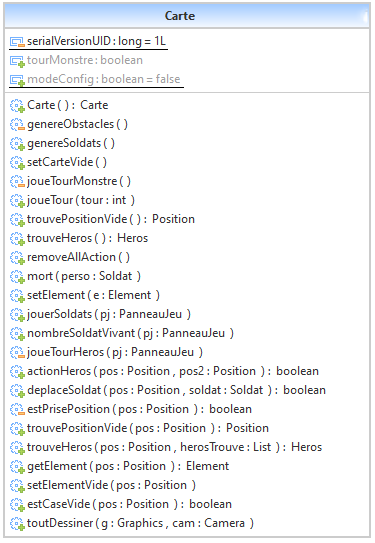 Carte
serialVersionUID : long = 1L
tourMonstre : boolean
modeConfig : boolean = false
Carte ( ) : Carte
genereObstacles ( )
genereSoldats ( )
setCarteVide ( )
joueTourMonstre ( )
joueTour ( tour : int )
trouvePositionVide ( ) : Position
trouveHeros ( ) : Heros
removeAllAction ( )
mort ( perso : Soldat )
setElement ( e : Element )
jouerSoldats ( pj : PanneauJeu )
nombreSoldatVivant ( pj : PanneauJeu )
joueTourHeros ( pj : PanneauJeu )
actionHeros ( pos : Position , pos2 : Position ) : boolean
deplaceSoldat ( pos : Position , soldat : Soldat ) : boolean
estPrisePosition ( pos : Position ) : boolean
trouvePositionVide ( pos : Position ) : Position
trouveHeros ( pos : Position , herosTrouve : List ) : Heros
getElement ( pos : Position ) : Element
setElementVide ( pos : Position )
estCaseVide ( pos : Position ) : boolean
toutDessiner ( g : Graphics , cam : Camera )